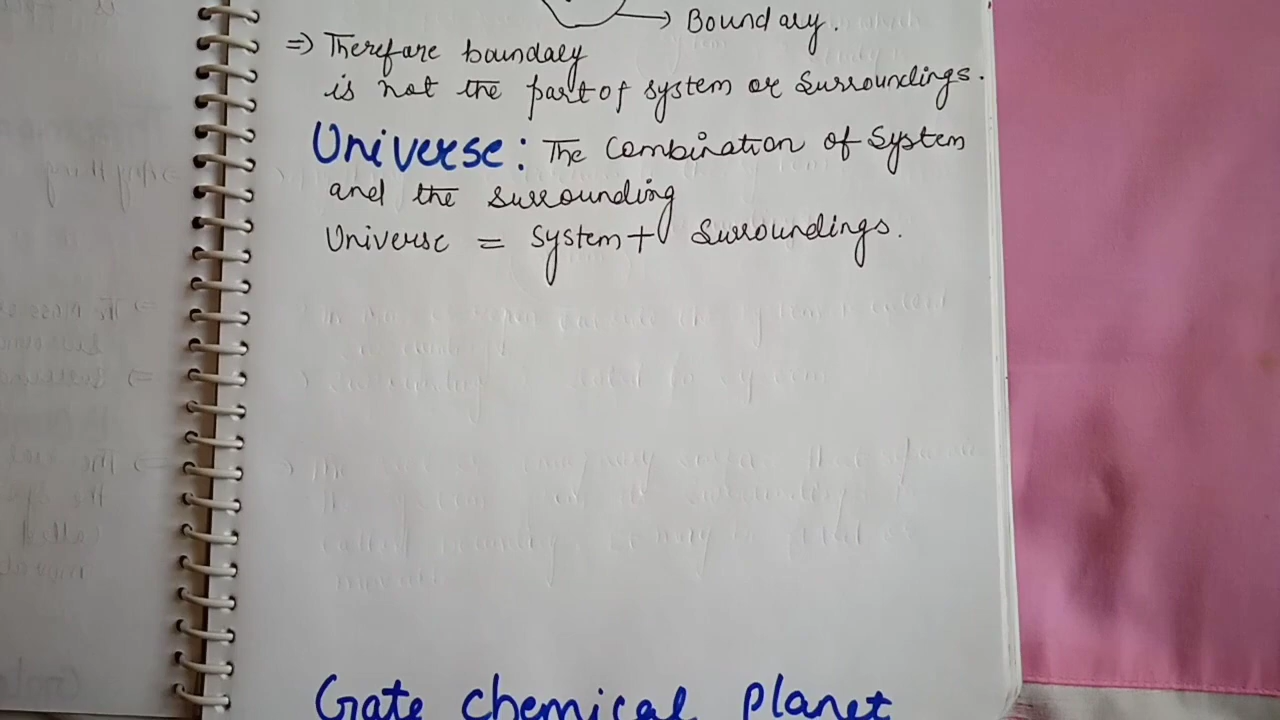 Boundary.
=> Therefore boundary
is not the part of system or surroundings.
Universe: The combination of system
and the surrounding
Universe = system + surroundings.
Gate chemical planet